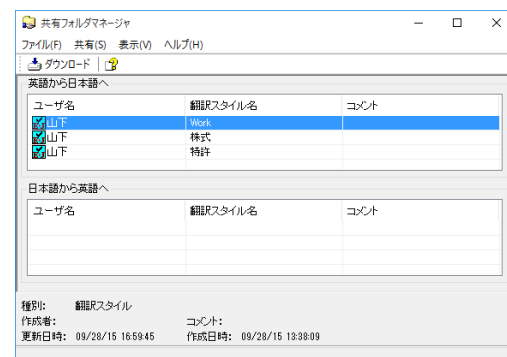 共有フォルダマネージャ
ファイル(F) 共有(S) 表示(V) ヘルプ(H)
ダウンロード
英語から日本語へ
ユーザ名 翻訳スタイル名 コメント
山下 Work
山下 株式
山下 特許
日本語から英語へ
ユーザ名 翻訳スタイル名 コメント
種別: 翻訳スタイル
作成者: コメント:
更新日時: 09/28/15 16:59:45 作成日時: 09/28/15 13:38:09